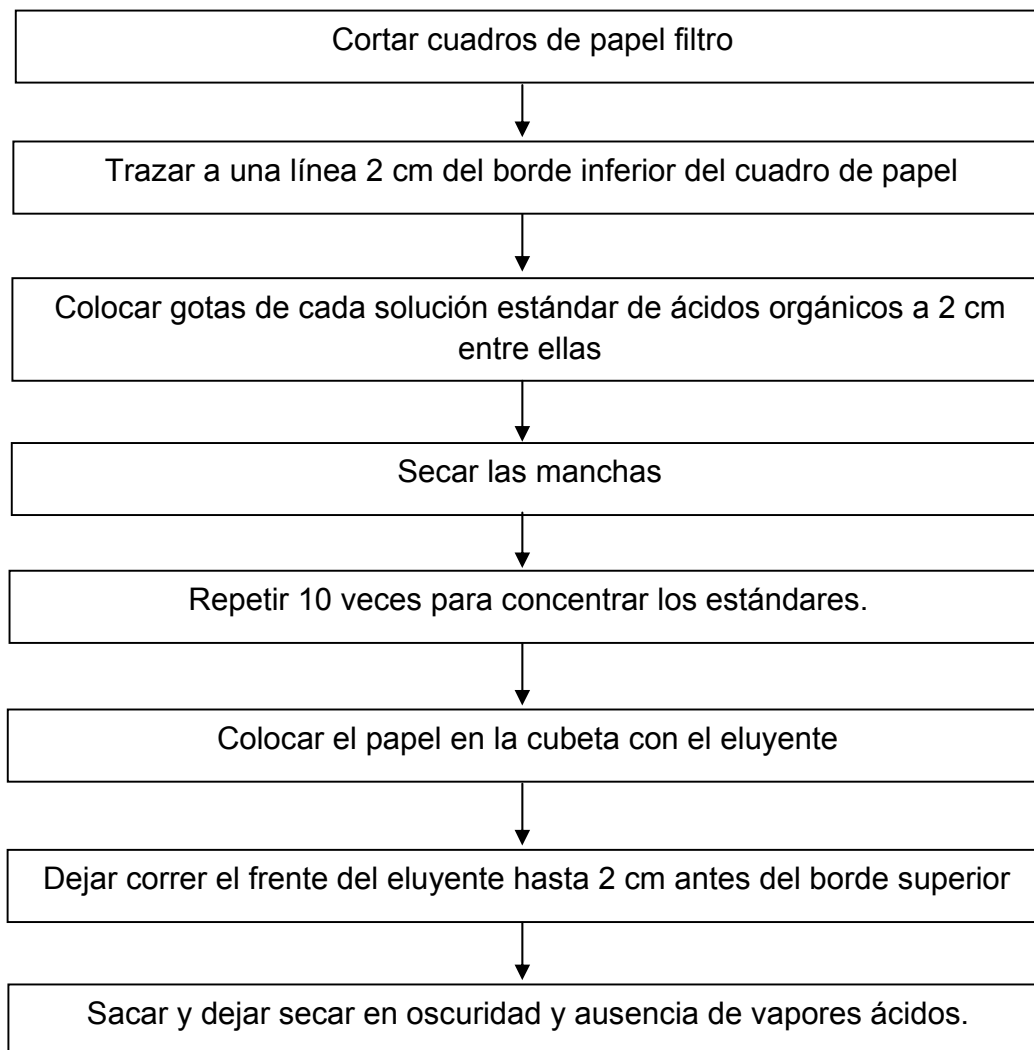 Cortar cuadros de papel filtro
Trazar a una línea 2 cm del borde inferior del cuadro de papel
Colocar gotas de cada solución estándar de ácidos orgánicos a 2 cm
entre ellas
Secar las manchas
Repetir 10 veces para concentrar los estándares.
Colocar el papel en la cubeta con el eluyente
Dejar correr el frente del eluyente hasta 2 cm antes del borde superior
Sacar y dejar secar en oscuridad y ausencia de vapores ácidos.